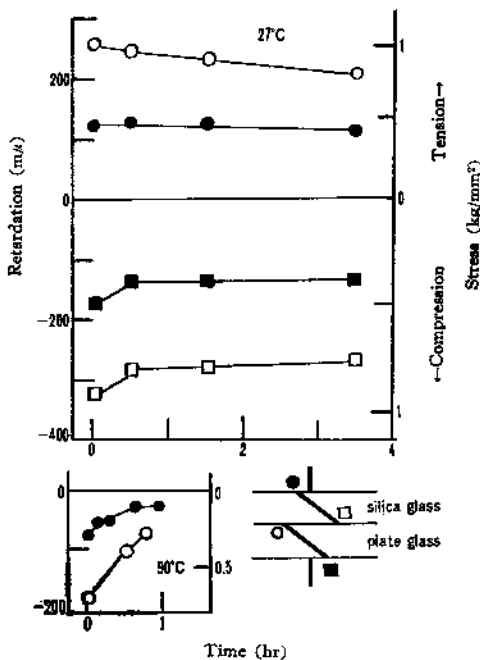 27°C
200
0
-200
-400
Retardation (mμ)
1
0
1
Tension→
←Compression
Stress (kg/mm²)
0 2 4
0
-200
0
0.5
90°C
0 1
silica glass
plate glass
Time (hr)